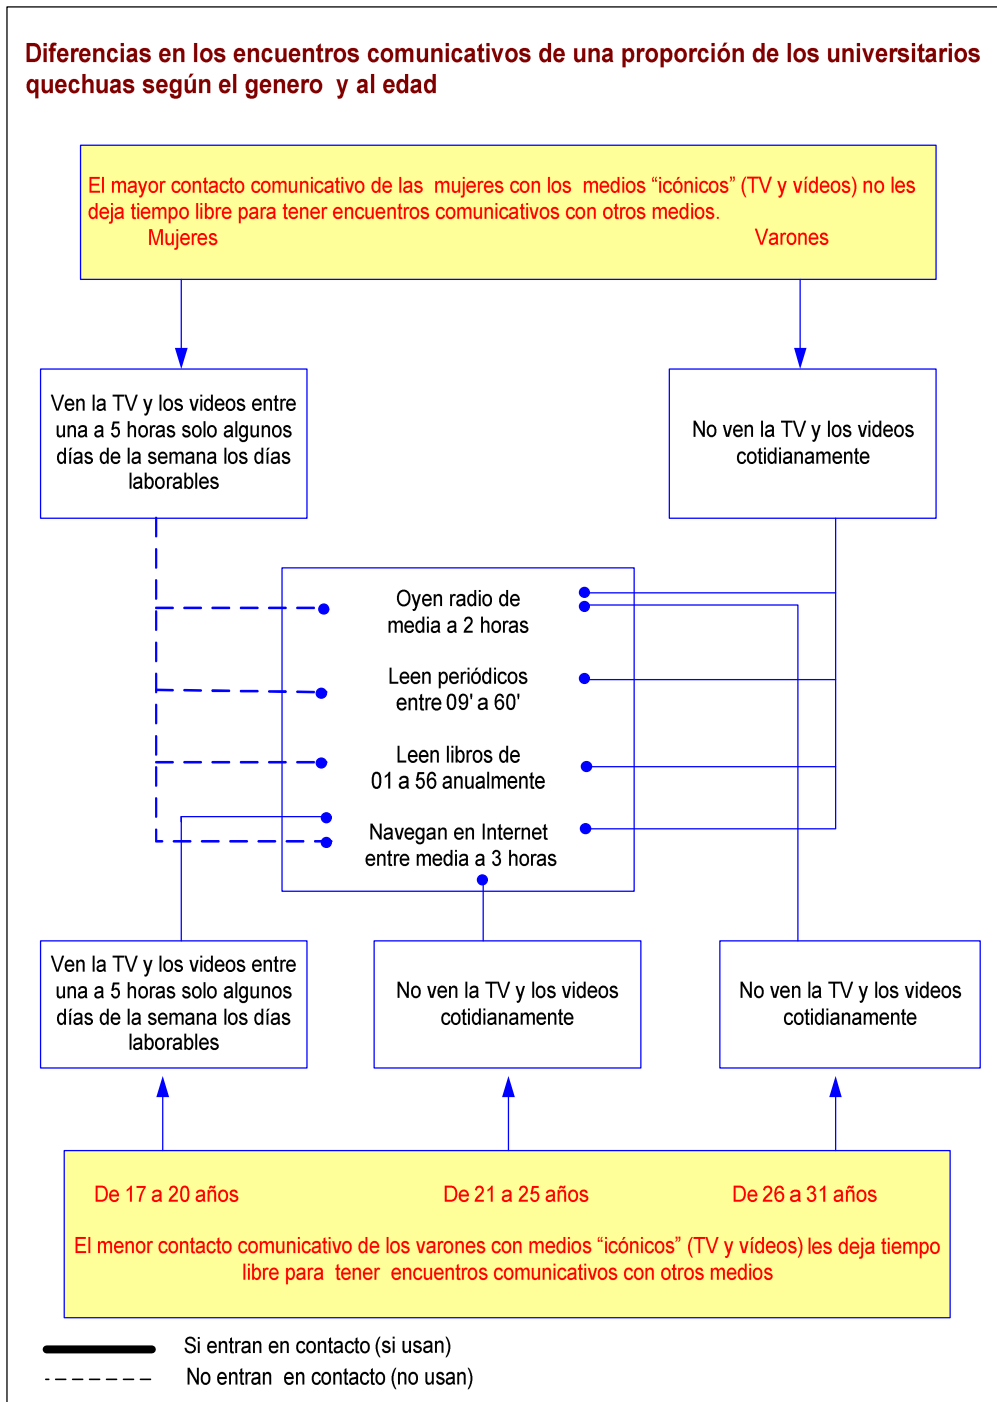 Diferencias en los encuentros comunicativos de una proporción de los universitarios
quechuas según el genero y al edad
El mayor contacto comunicativo de las mujeres con los medios “icónicos” (TV y vídeos) no les
deja tiempo libre para tener encuentros comunicativos con otros medios.
Mujeres
Varones
Ven la TV y los videos entre
una a 5 horas solo algunos
días de la semana los días
laborables
No ven la TV y los videos
cotidianamente
Oyen radio de
media a 2 horas
Leen periódicos
entre 09' a 60'
Leen libros de
01 a 56 anualmente
Navegan en Internet
entre media a 3 horas
Ven la TV y los videos entre
una a 5 horas solo algunos
días de la semana los días
laborables
No ven la TV y los videos
cotidianamente
No ven la TV y los videos
cotidianamente
De 17 a 20 años
De 21 a 25 años
De 26 a 31 años
El menor contacto comunicativo de los varones con medios “icónicos” (TV y vídeos) les deja tiempo
libre para tener encuentros comunicativos con otros medios
Si entran en contacto (si usan)
No entran en contacto (no usan)